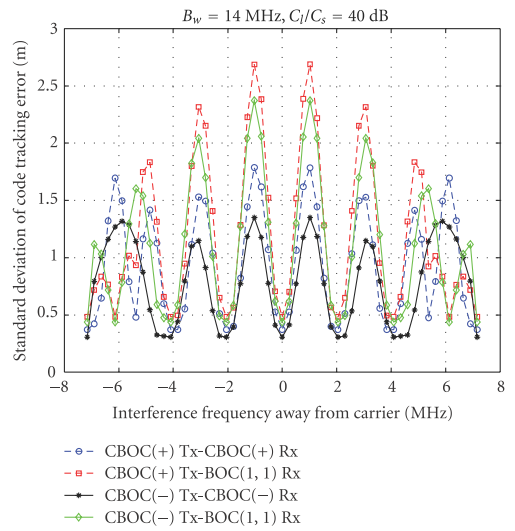 B_w = 14 MHz, C_l/C_s = 40 dB
3
2.5
2
1.5
1
0.5
0
−8
−6
−4
−2
0
2
4
6
8
Standard deviation of code tracking error (m)
Interference frequency away from carrier (MHz)
CBOC(+) Tx-CBOC(+) Rx
CBOC(+) Tx-BOC(1, 1) Rx
CBOC(−) Tx-CBOC(−) Rx
CBOC(−) Tx-BOC(1, 1) Rx